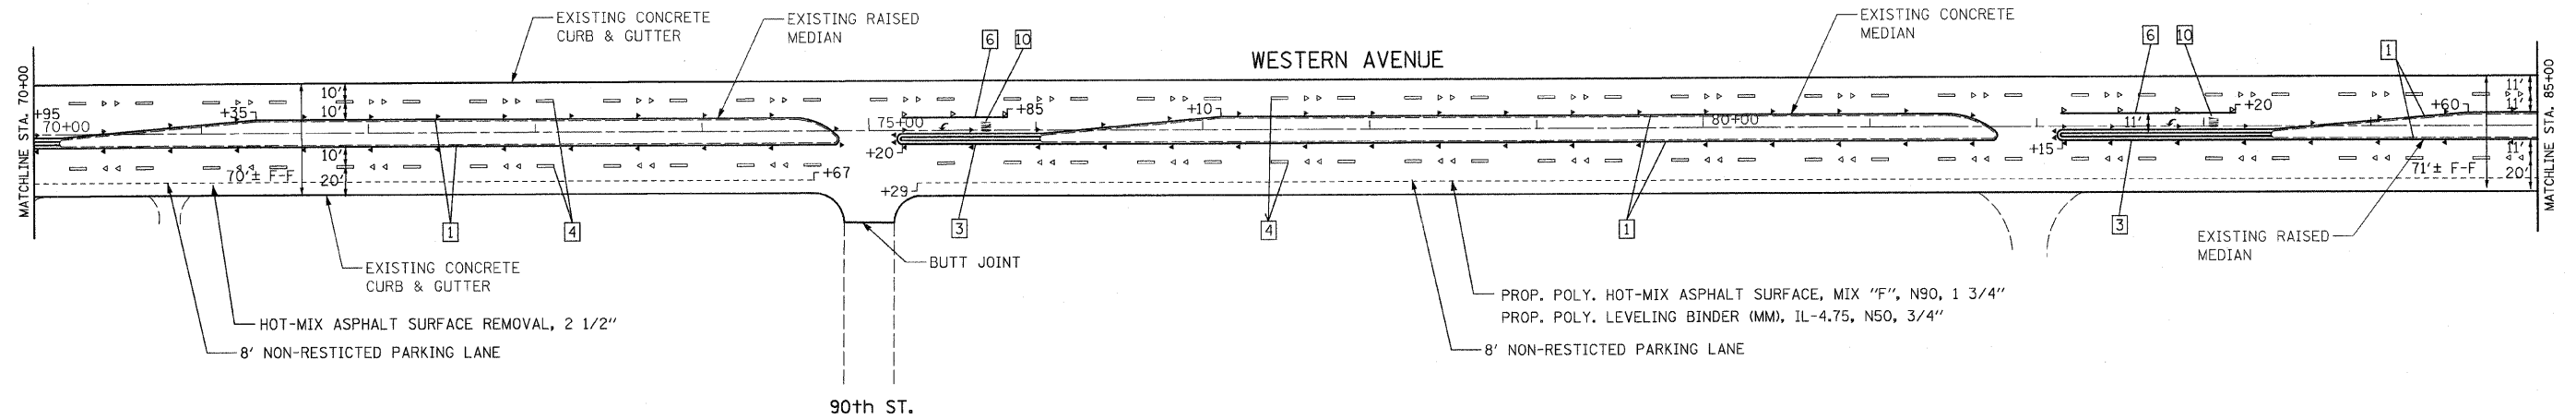 EXISTING CONCRETE
CURB & GUTTER
EXISTING RAISED
MEDIAN
6
10
WESTERN AVENUE
EXISTING CONCRETE
MEDIAN
6
10
1
MATCHLINE STA. 70+00
+95
70+00
+35
10'
10'
75+00
+85
+10
80+00
+20
11'
+60
11'
11'
MATCHLINE STA. 85+00
10'
20'
70'± F-F
+67
+20
+29
+15
11'
20'
71'± F-F
1
4
3
4
1
3
EXISTING RAISED
MEDIAN
EXISTING CONCRETE
CURB & GUTTER
BUTT JOINT
HOT-MIX ASPHALT SURFACE REMOVAL, 2 1/2"
8' NON-RESTICTED PARKING LANE
PROP. POLY. HOT-MIX ASPHALT SURFACE, MIX "F", N90, 1 3/4"
PROP. POLY. LEVELING BINDER (MM), IL-4.75, N50, 3/4"
8' NON-RESTICTED PARKING LANE
90th ST.